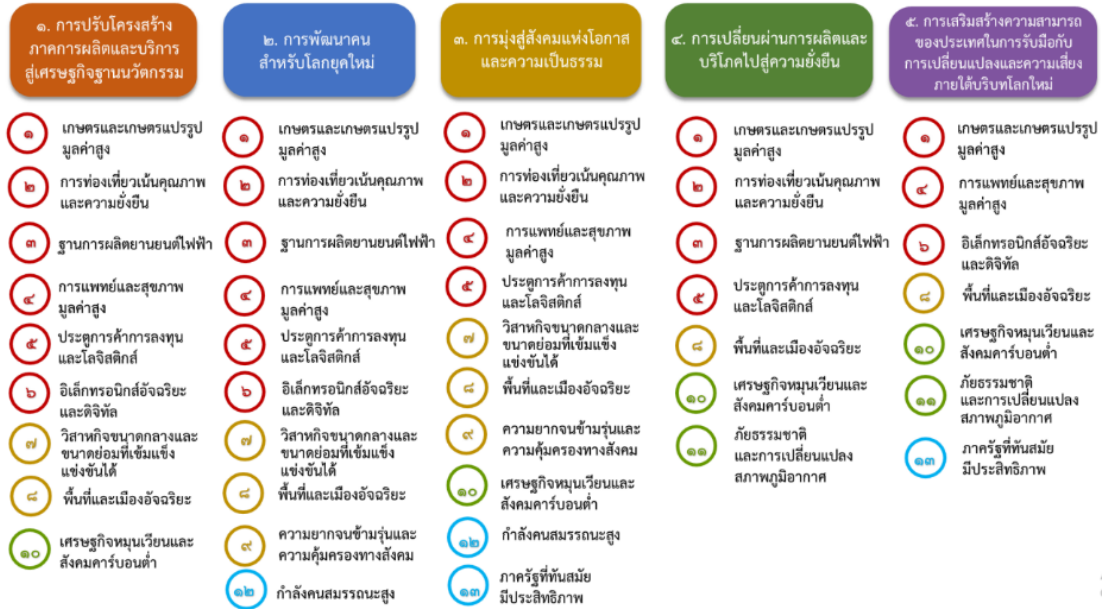 ๑. การปรับโครงสร้าง
ภาคการผลิตและบริการ
สู่เศรษฐกิจฐานนวัตกรรม
๑
เกษตรและเกษตรแปรรูป
มูลค่าสูง
๒
การท่องเที่ยวเน้นคุณภาพ
และความยั่งยืน
๓
ฐานการผลิตยานยนต์ไฟฟ้า
๔
การแพทย์และสุขภาพ
มูลค่าสูง
๕
ประตูการค้าการลงทุน
และโลจิสติกส์
๖
อิเล็กทรอนิกส์อัจฉริยะ
และดิจิทัล
๗
วิสาหกิจขนาดกลางและ
ขนาดย่อมที่เข้มแข็ง
แข่งขันได้
๘
พื้นที่และเมืองอัจฉริยะ
๑๐
เศรษฐกิจหมุนเวียนและ
สังคมคาร์บอนต่ำ
๒. การพัฒนาคน
สำหรับโลกยุคใหม่
๑
เกษตรและเกษตรแปรรูป
มูลค่าสูง
๒
การท่องเที่ยวเน้นคุณภาพ
และความยั่งยืน
๓
ฐานการผลิตยานยนต์ไฟฟ้า
๔
การแพทย์และสุขภาพ
มูลค่าสูง
๕
ประตูการค้าการลงทุน
และโลจิสติกส์
๖
อิเล็กทรอนิกส์อัจฉริยะ
และดิจิทัล
๗
วิสาหกิจขนาดกลางและ
ขนาดย่อมที่เข้มแข็ง
แข่งขันได้
๘
พื้นที่และเมืองอัจฉริยะ
๙
ความยากจนข้ามรุ่นและ
ความคุ้มครองทางสังคม
๑๒
กำลังคนสมรรถนะสูง
๓. การมุ่งสู่สังคมแห่งโอกาส
และความเป็นธรรม
๑
เกษตรและเกษตรแปรรูป
มูลค่าสูง
๒
การท่องเที่ยวเน้นคุณภาพ
และความยั่งยืน
๔
การแพทย์และสุขภาพ
มูลค่าสูง
๕
ประตูการค้าการลงทุน
และโลจิสติกส์
๗
วิสาหกิจขนาดกลางและ
ขนาดย่อมที่เข้มแข็ง
แข่งขันได้
๘
พื้นที่และเมืองอัจฉริยะ
๙
ความยากจนข้ามรุ่นและ
ความคุ้มครองทางสังคม
๑๐
เศรษฐกิจหมุนเวียนและ
สังคมคาร์บอนต่ำ
๑๒
กำลังคนสมรรถนะสูง
๑๓
ภาครัฐที่ทันสมัย
มีประสิทธิภาพ
๔. การเปลี่ยนผ่านการผลิตและ
บริโภคไปสู่ความยั่งยืน
๑
เกษตรและเกษตรแปรรูป
มูลค่าสูง
๒
การท่องเที่ยวเน้นคุณภาพ
และความยั่งยืน
๓
ฐานการผลิตยานยนต์ไฟฟ้า
๕
ประตูการค้าการลงทุน
และโลจิสติกส์
๘
พื้นที่และเมืองอัจฉริยะ
๑๐
เศรษฐกิจหมุนเวียนและ
สังคมคาร์บอนต่ำ
๑๑
ภัยธรรมชาติ
และการเปลี่ยนแปลง
สภาพภูมิอากาศ
๕. การเสริมสร้างความสามารถ
ของประเทศในการรับมือกับ
การเปลี่ยนแปลงและความเสี่ยง
ภายใต้บริบทโลกใหม่
๑
เกษตรและเกษตรแปรรูป
มูลค่าสูง
๔
การแพทย์และสุขภาพ
มูลค่าสูง
๖
อิเล็กทรอนิกส์อัจฉริยะ
และดิจิทัล
๘
พื้นที่และเมืองอัจฉริยะ
๑๐
เศรษฐกิจหมุนเวียนและ
สังคมคาร์บอนต่ำ
๑๑
ภัยธรรมชาติ
และการเปลี่ยนแปลง
สภาพภูมิอากาศ
๑๓
ภาครัฐที่ทันสมัย
มีประสิทธิภาพ